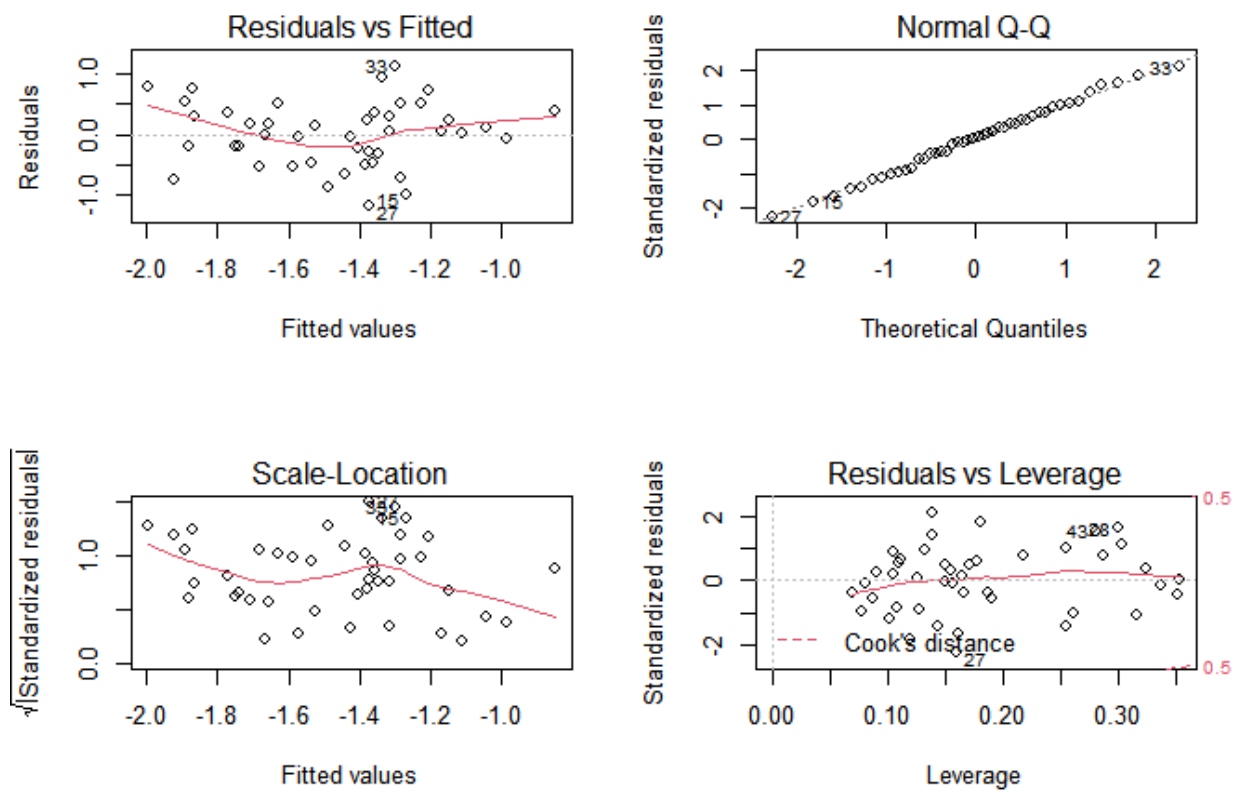 Residuals vs Fitted
Residuals
1.0
0.0
-1.0
33
15
27
-2.0 -1.8 -1.6 -1.4 -1.2 -1.0
Fitted values
Normal Q-Q
Standardized residuals
2
1
0
-2
33
15
27
-2 -1 0 1 2
Theoretical Quantiles
Scale-Location
√|Standardized residuals|
1.0
0.0
-2.0 -1.8 -1.6 -1.4 -1.2 -1.0
Fitted values
Residuals vs Leverage
Standardized residuals
2
0
-2
43
28
27
Cook's distance
0.5
0.5
0.00 0.10 0.20 0.30
Leverage